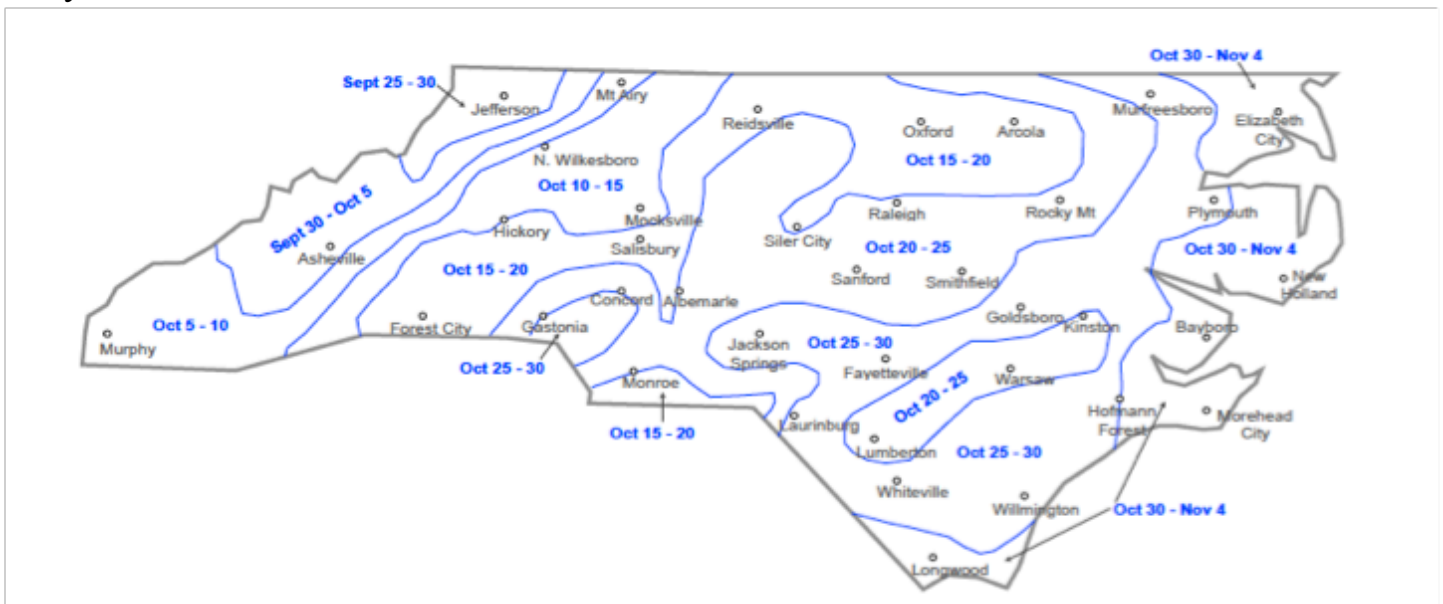 Oct 30 - Nov 4
Sept 25 - 30
Jefferson
Mt Airy
Reidsville
Oxford
Arcola
Murfreesboro
Elizabeth
City
N. Wilkesboro
Oct 10 - 15
Oct 15 - 20
Sept 30 - Oct 5
Asheville
Hickory
Mocksville
Salisbury
Siler City
Raleigh
Rocky Mt
Plymouth
Oct 20 - 25
Oct 30 - Nov 4
Oct 15 - 20
Sanford
Smithfield
New
Holland
Concord
Albemarle
Oct 5 - 10
Murphy
Forest City
Gastonia
Goldsboro
Kinston
Bayboro
Jackson
Springs
Oct 25 - 30
Oct 25 - 30
Fayetteville
Warsaw
Monroe
Oct 20 - 25
Laurinburg
Hofmann
Forest
Morehead
City
Oct 15 - 20
Lumberton
Oct 25 - 30
Whiteville
Willmington
Oct 30 - Nov 4
Longwood